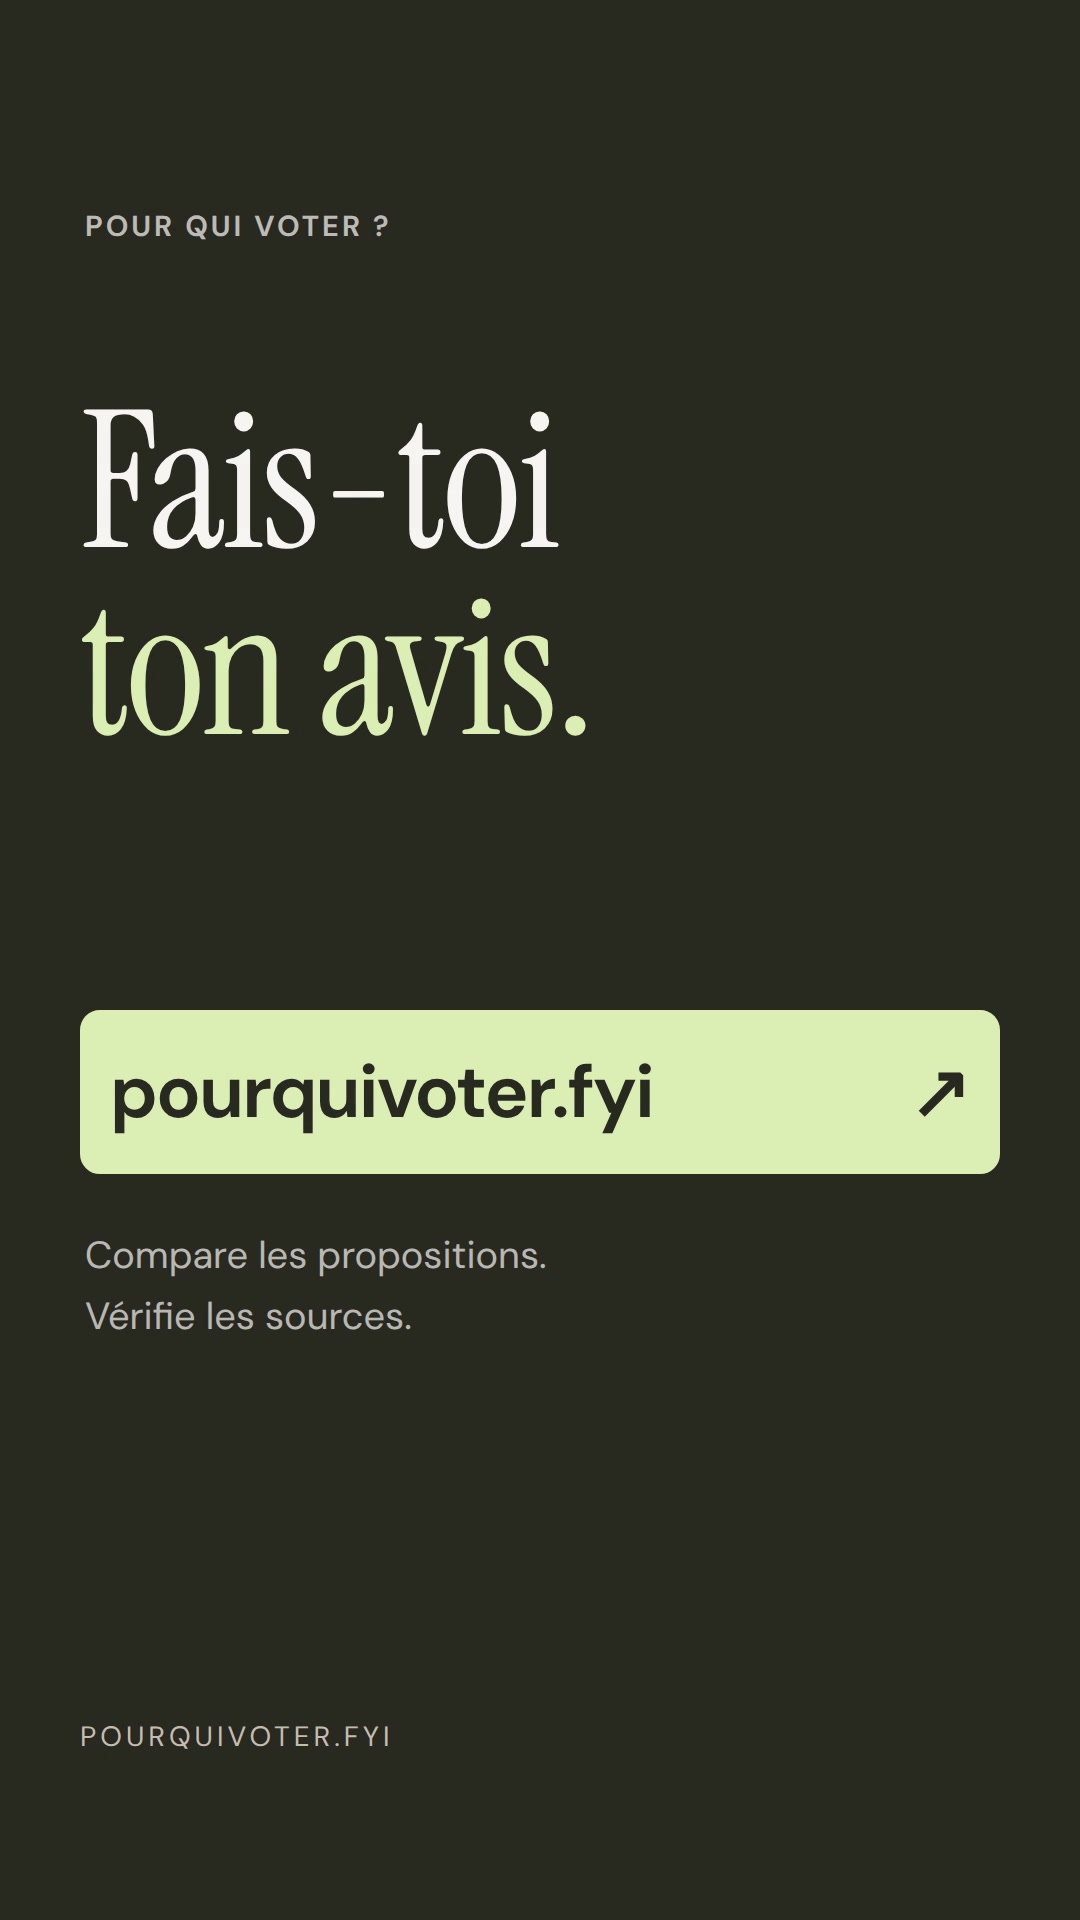 POUR QUI VOTER ?
Fais-toi
ton avis.
pourquivoter.fyi ↗
Compare les propositions.
Vérifie les sources.
POURQUIVOTER.FYI